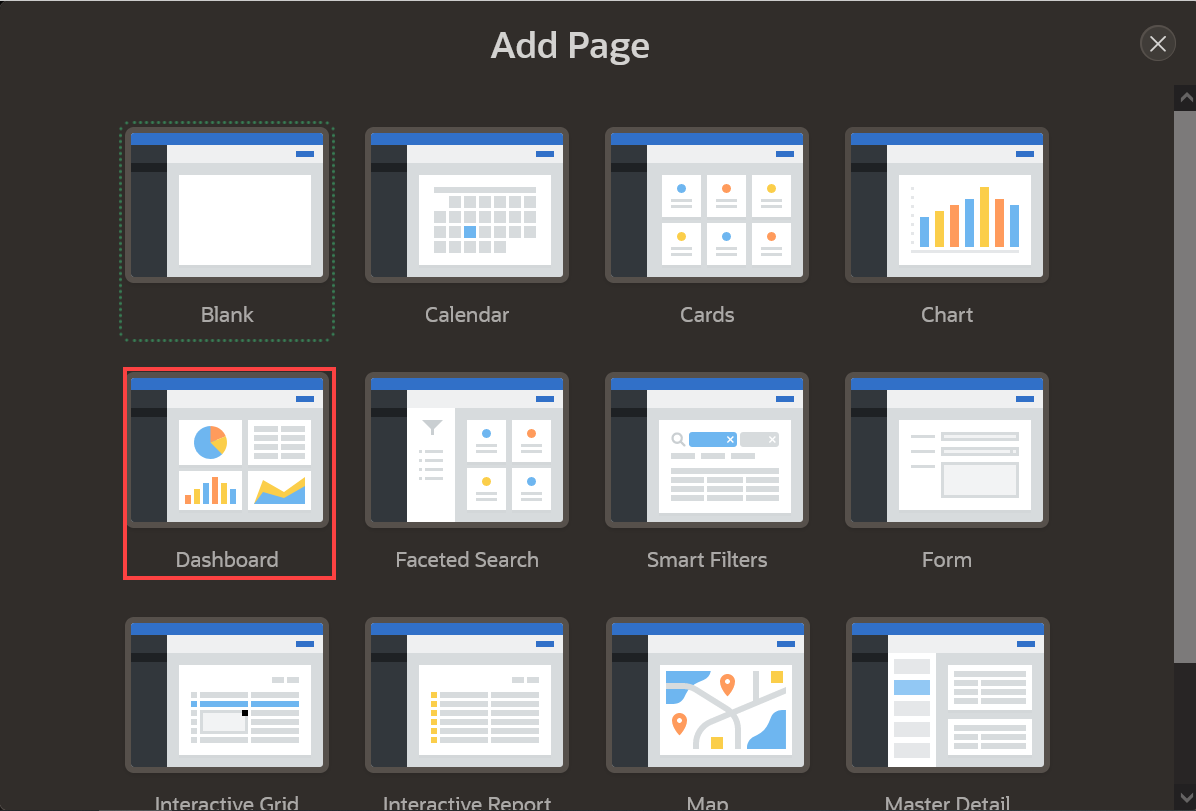 Add Page
Blank
Calendar
Cards
Chart
Dashboard
Faceted Search
Smart Filters
Form
Interactive Grid
Interactive Report
Map
Master Detail